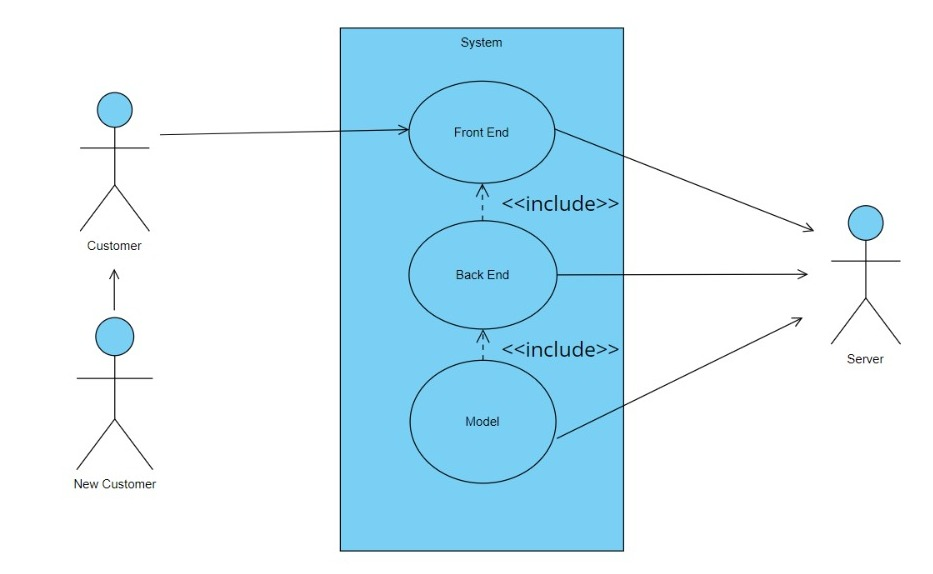 System
Front End
<<include>>
Customer
Back End
<<include>>
Server
Model
New Customer